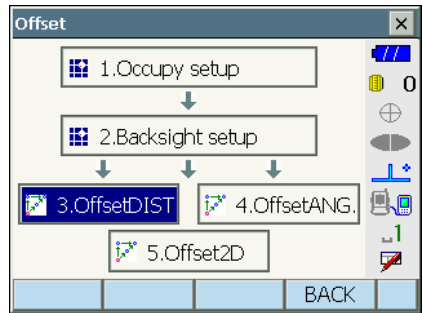 Offset
1.Occupy setup
0
2.Backsight setup
3.OffsetDIST
4.OffsetANG.
1
5.Offset2D
BACK